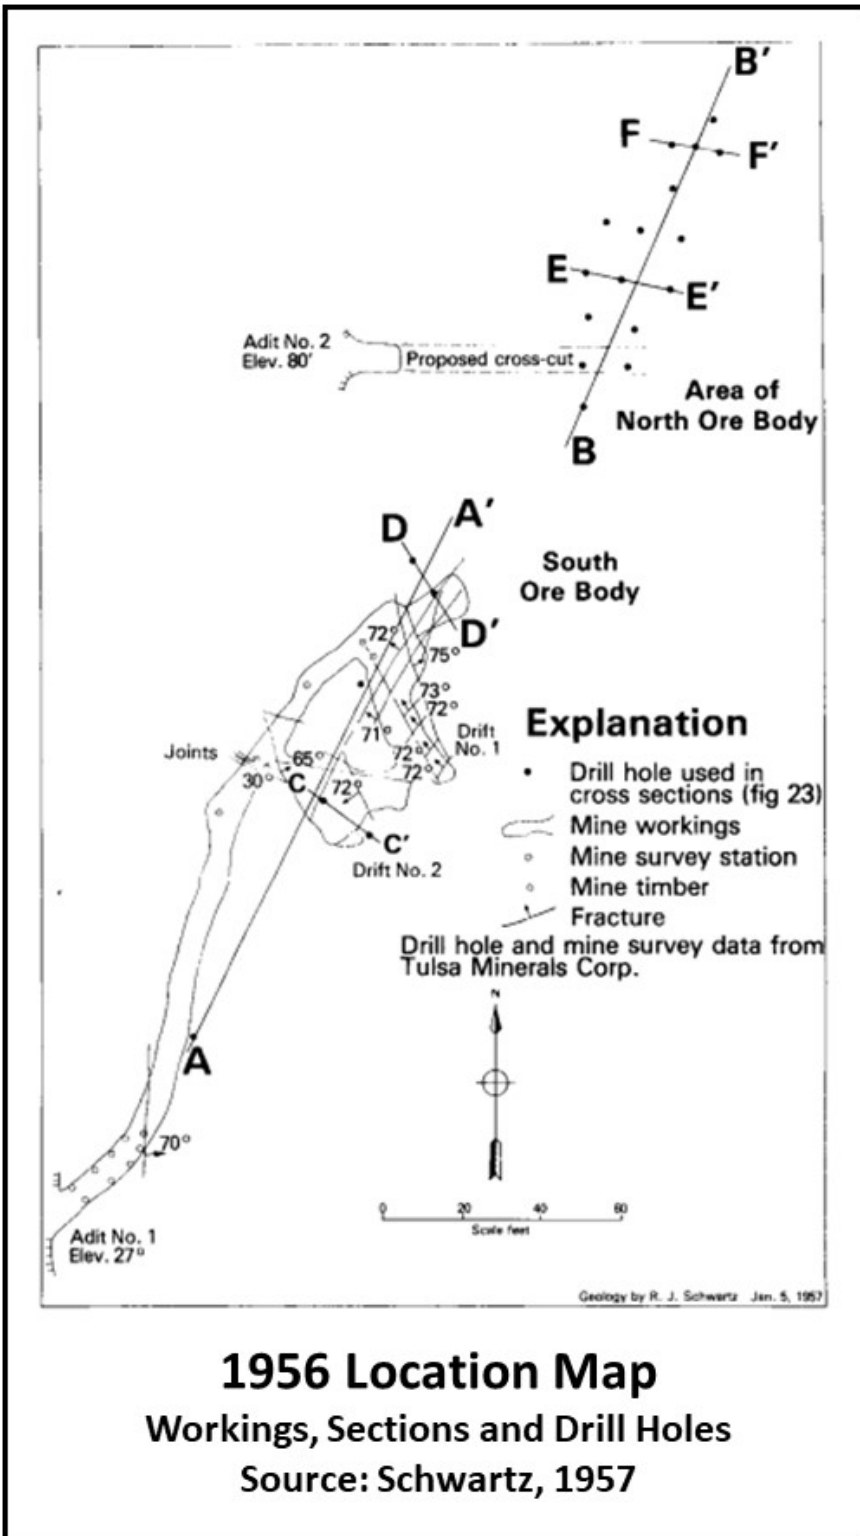 B′
F
F′
E
E′
Adit No. 2
Elev. 80′
Proposed cross-cut
Area of
North Ore Body
B
A′
D
South
Ore Body
D′
72°
75°
73°
72°
71°
Drift
No. 1
Joints
65°
72°
72°
30°
C
72°
C′
Drift No. 2
Explanation
Drill hole used in
cross sections (fig 23)
Mine workings
Mine survey station
Mine timber
Fracture
Drill hole and mine survey data from
Tulsa Minerals Corp.
N
A
70°
0 20 40 60
Scale feet
Adit No. 1
Elev. 27°
Geology by R. J. Schwartz Jan. 5, 1957
1956 Location Map
Workings, Sections and Drill Holes
Source: Schwartz, 1957